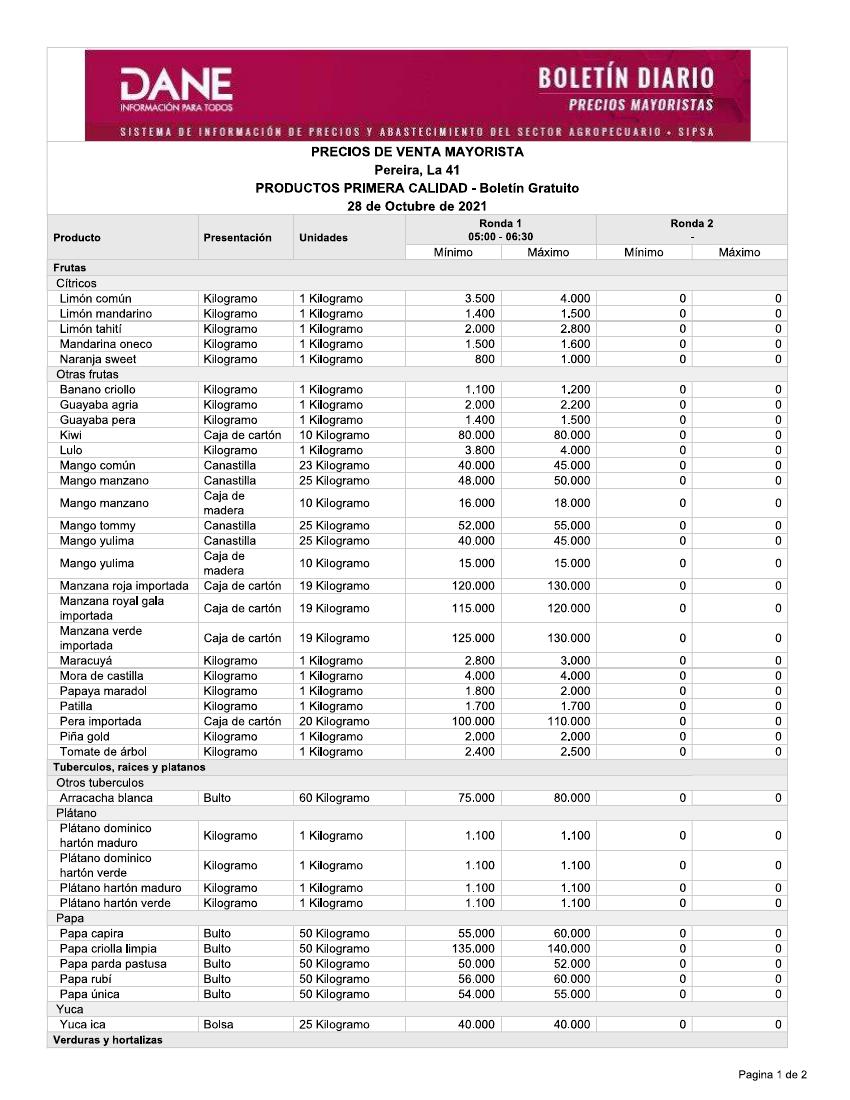 DANE
INFORMACIÓN PARA TODOS
BOLETÍN DIARIO
PRECIOS MAYORISTAS
SISTEMA DE INFORMACIÓN DE PRECIOS Y ABASTECIMIENTO DEL SECTOR AGROPECUARIO • SIPSA
PRECIOS DE VENTA MAYORISTA
Pereira, La 41
PRODUCTOS PRIMERA CALIDAD - Boletín Gratuito
28 de Octubre de 2021
Producto Presentación Unidades Ronda 1 Ronda 2
05:00 - 06:30 -
Mínimo Máximo Mínimo Máximo
Frutas
Cítricos
Limón común Kilogramo 1 Kilogramo 3.500 4.000 0 0
Limón mandarino Kilogramo 1 Kilogramo 1.400 1.500 0 0
Limón tahití Kilogramo 1 Kilogramo 2.000 2.800 0 0
Mandarina oneco Kilogramo 1 Kilogramo 1.500 1.600 0 0
Naranja sweet Kilogramo 1 Kilogramo 800 1.000 0 0
Otras frutas
Banano criollo Kilogramo 1 Kilogramo 1.100 1.200 0 0
Guayaba agria Kilogramo 1 Kilogramo 2.000 2.200 0 0
Guayaba pera Kilogramo 1 Kilogramo 1.400 1.500 0 0
Kiwi Caja de cartón 10 Kilogramo 80.000 80.000 0 0
Lulo Kilogramo 1 Kilogramo 3.800 4.000 0 0
Mango común Canastilla 23 Kilogramo 40.000 45.000 0 0
Mango manzano Canastilla 25 Kilogramo 48.000 50.000 0 0
Mango manzano Caja de
madera 10 Kilogramo 16.000 18.000 0 0
Mango tommy Canastilla 25 Kilogramo 52.000 55.000 0 0
Mango yulima Canastilla 25 Kilogramo 40.000 45.000 0 0
Mango yulima Caja de
madera 10 Kilogramo 15.000 15.000 0 0
Manzana roja importada Caja de cartón 19 Kilogramo 120.000 130.000 0 0
Manzana royal gala
importada Caja de cartón 19 Kilogramo 115.000 120.000 0 0
Manzana verde
importada Caja de cartón 19 Kilogramo 125.000 130.000 0 0
Maracuyá Kilogramo 1 Kilogramo 2.800 3.000 0 0
Mora de castilla Kilogramo 1 Kilogramo 4.000 4.000 0 0
Papaya maradol Kilogramo 1 Kilogramo 1.800 2.000 0 0
Patilla Kilogramo 1 Kilogramo 1.700 1.700 0 0
Pera importada Caja de cartón 20 Kilogramo 100.000 110.000 0 0
Piña gold Kilogramo 1 Kilogramo 2.000 2.000 0 0
Tomate de árbol Kilogramo 1 Kilogramo 2.400 2.500 0 0
Tuberculos, raices y platanos
Otros tuberculos
Arracacha blanca Bulto 60 Kilogramo 75.000 80.000 0 0
Plátano
Plátano dominico
hartón maduro Kilogramo 1 Kilogramo 1.100 1.100 0 0
Plátano dominico
hartón verde Kilogramo 1 Kilogramo 1.100 1.100 0 0
Plátano hartón maduro Kilogramo 1 Kilogramo 1.100 1.100 0 0
Plátano hartón verde Kilogramo 1 Kilogramo 1.100 1.100 0 0
Papa
Papa capira Bulto 50 Kilogramo 55.000 60.000 0 0
Papa criolla limpia Bulto 50 Kilogramo 135.000 140.000 0 0
Papa parda pastusa Bulto 50 Kilogramo 50.000 52.000 0 0
Papa rubí Bulto 50 Kilogramo 56.000 60.000 0 0
Papa única Bulto 50 Kilogramo 54.000 55.000 0 0
Yuca
Yuca ica Bolsa 25 Kilogramo 40.000 40.000 0 0
Verduras y hortalizas
Pagina 1 de 2